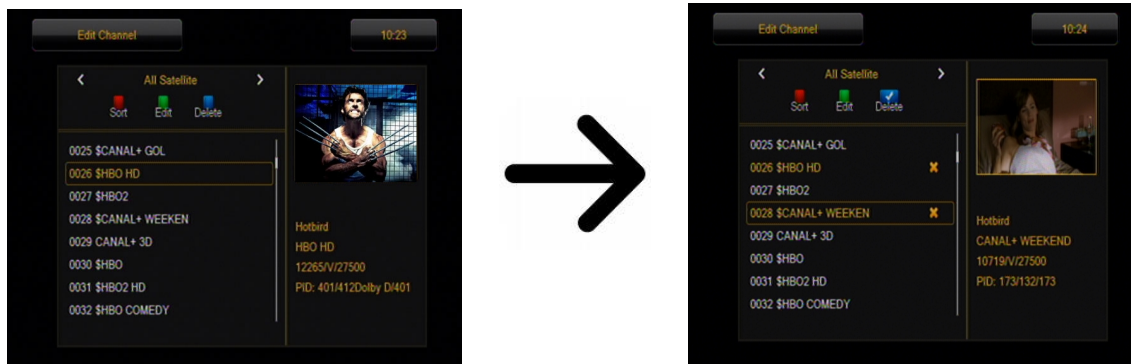 Edit Channel
10:23
All Satellite
Sort Edit Delete
0025 $CANAL+ GOL
0026 $HBO HD
0027 $HBO2
0028 $CANAL+ WEEKEN
0029 CANAL+ 3D
0030 $HBO
0031 $HBO2 HD
0032 $HBO COMEDY
Hotbird
HBO HD
12265/V/27500
PID: 401/412Dolby D/401
Edit Channel
10:24
All Satellite
Sort Edit Delete
0025 $CANAL+ GOL
0026 $HBO HD
0027 $HBO2
0028 $CANAL+ WEEKEN
0029 CANAL+ 3D
0030 $HBO
0031 $HBO2 HD
0032 $HBO COMEDY
Hotbird
CANAL+ WEEKEND
10719/V/27500
PID: 173/132/173